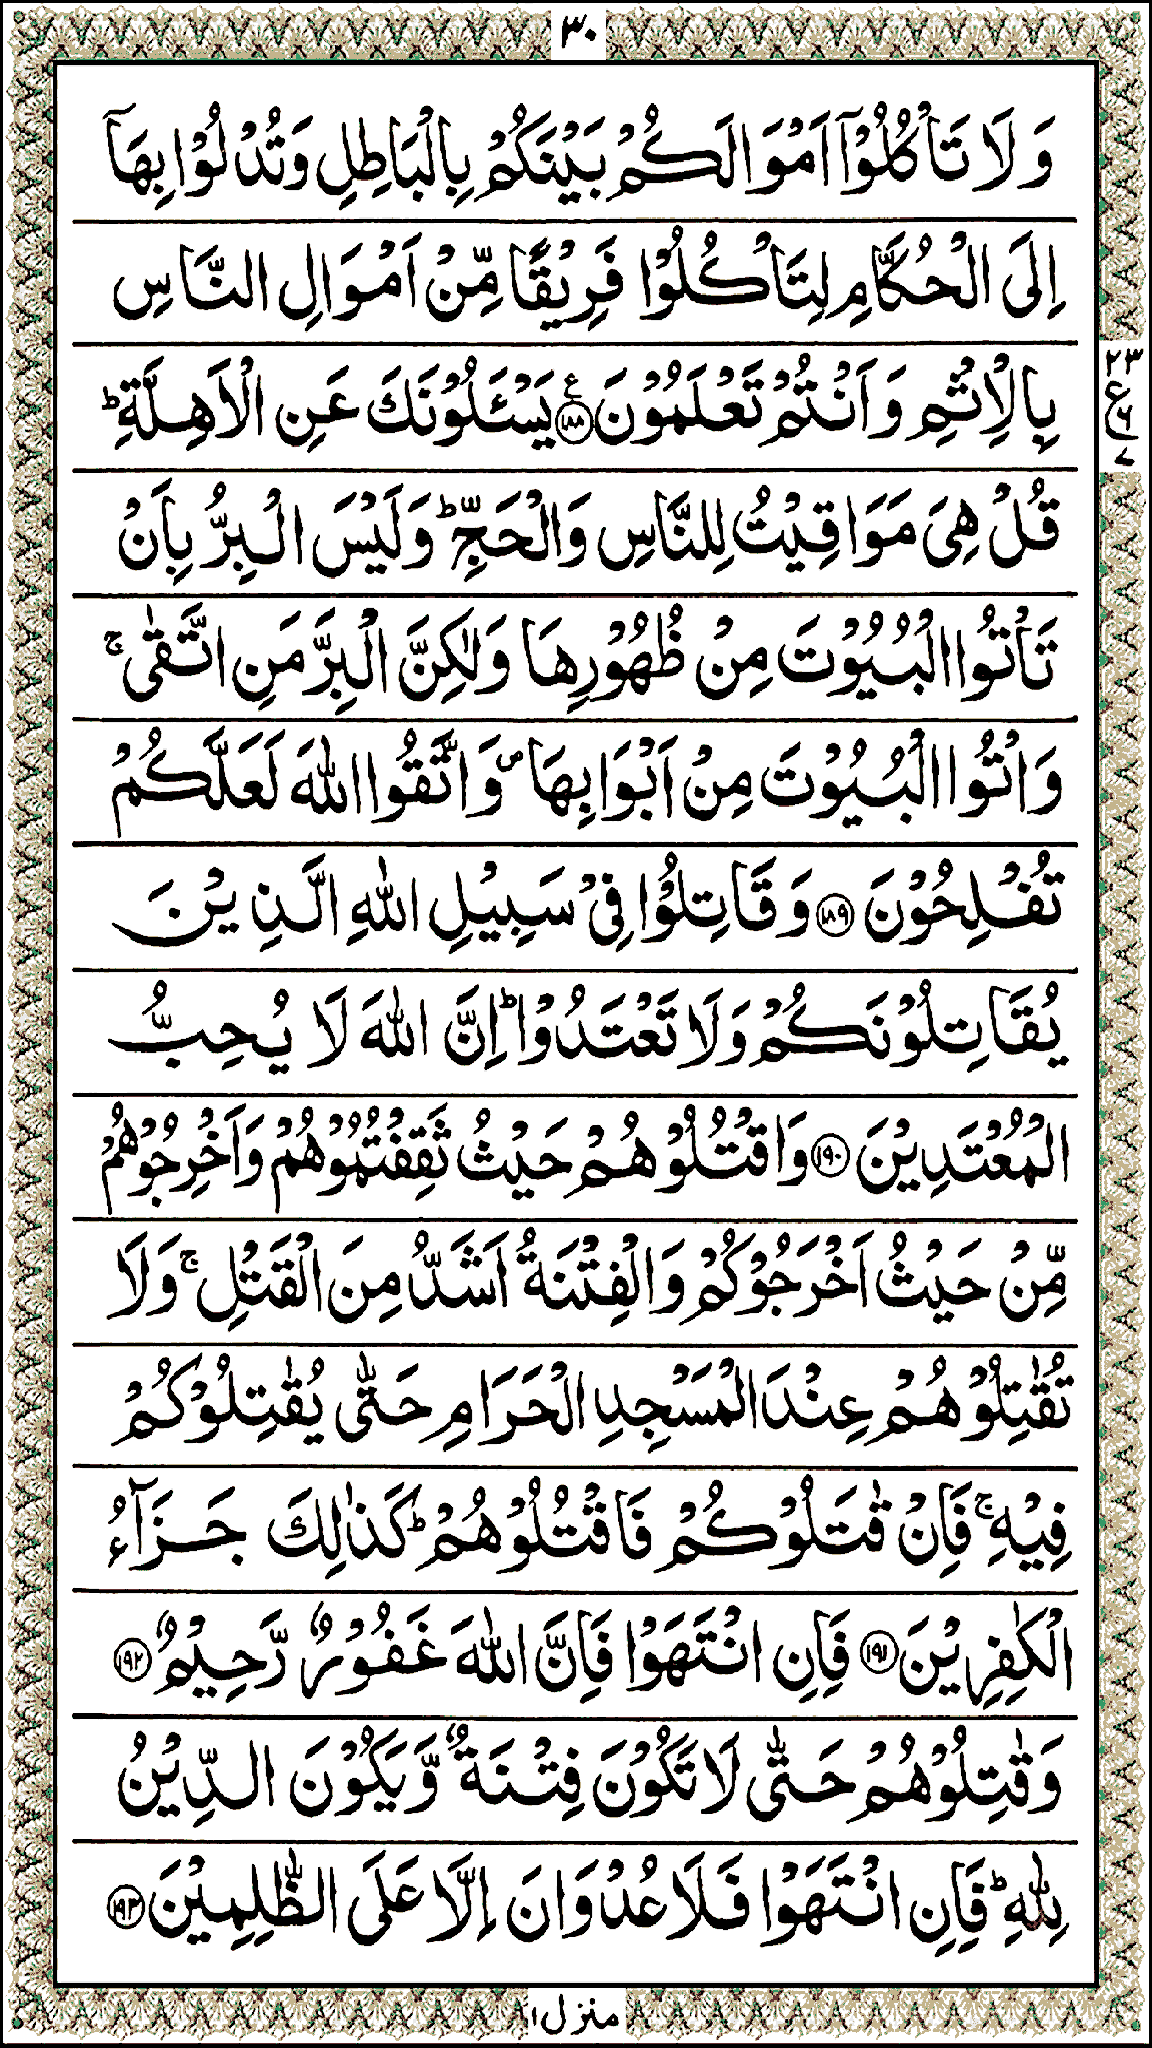 ٣٠
وَلَا تَاْكُلُوْۤا اَمْوَالَكُمْ بَيْنَكُمْ بِالْبَاطِلِ وَتُدْلُوْا بِهَاۤ
اِلَى الْحُكَّامِ لِتَاْكُلُوْا فَرِيْقًا مِّنْ اَمْوَالِ النَّاسِ
بِالْاِثْمِ وَاَنْتُمْ تَعْلَمُوْنَ ۧ ﴿١٨٨﴾ يَسْـَٔلُوْنَكَ عَنِ الْاَهِلَّةِ ؕ
٢٣
ع
٦
٧
قُلْ هِىَ مَوَاقِيْتُ لِلنَّاسِ وَالْحَجِّ ؕ وَلَيْسَ الْبِرُّ بِاَنْ
تَاْتُوا الْبُيُوْتَ مِنْ ظُهُوْرِهَا وَلٰكِنَّ الْبِرَّ مَنِ اتَّقٰى ۚ
وَاْتُوا الْبُيُوْتَ مِنْ اَبْوَابِهَا ۪ وَاتَّقُوا اللّٰهَ لَعَلَّكُمْ
تُفْلِحُوْنَ ﴿١٨٩﴾ وَقَاتِلُوْا فِىْ سَبِيْلِ اللّٰهِ الَّذِيْنَ
يُقَاتِلُوْنَكُمْ وَلَا تَعْتَدُوْا ؕ اِنَّ اللّٰهَ لَا يُحِبُّ
الْمُعْتَدِيْنَ ﴿١٩٠﴾ وَاقْتُلُوْهُمْ حَيْثُ ثَقِفْتُمُوْهُمْ وَاَخْرِجُوْهُمْ
مِّنْ حَيْثُ اَخْرَجُوْكُمْ وَالْفِتْنَةُ اَشَدُّ مِنَ الْقَتْلِ ۚ وَلَا
تُقٰتِلُوْهُمْ عِنْدَ الْمَسْجِدِ الْحَرَامِ حَتّٰى يُقٰتِلُوْكُمْ
فِيْهِ ۚ فَاِنْ قٰتَلُوْكُمْ فَاقْتُلُوْهُمْ ؕ كَذٰلِكَ جَزَآءُ
الْكٰفِرِيْنَ ﴿١٩١﴾ فَاِنِ انْتَهَوْا فَاِنَّ اللّٰهَ غَفُوْرٌ رَّحِيْمٌ ﴿١٩٢﴾
وَقٰتِلُوْهُمْ حَتّٰى لَا تَكُوْنَ فِتْنَةٌ وَّيَكُوْنَ الدِّيْنُ
لِلّٰهِ ؕ فَاِنِ انْتَهَوْا فَلَا عُدْوَانَ اِلَّا عَلَى الظّٰلِمِيْنَ ﴿١٩٣﴾
منزل ١